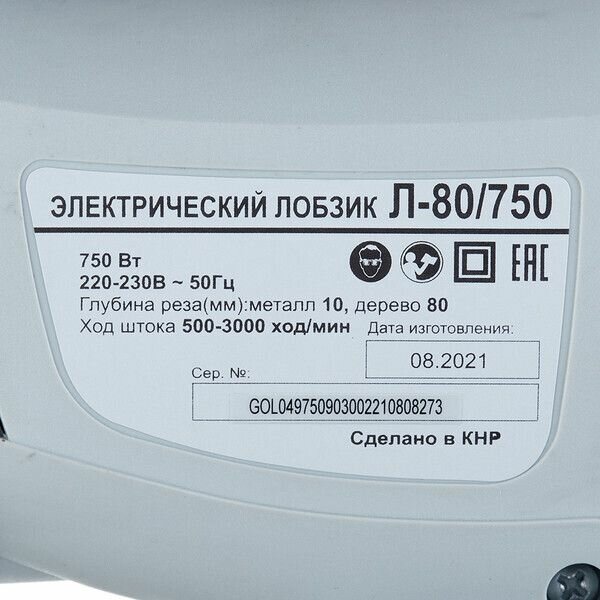 ЭЛЕКТРИЧЕСКИЙ ЛОБЗИК Л-80/750
750 Вт
220-230В ~ 50Гц
EAC
Глубина реза(мм):металл 10, дерево 80
Ход штока 500-3000 ход/мин Дата изготовления:
08.2021
Сер. №:
GOL049750903002210808273
Сделано в КНР